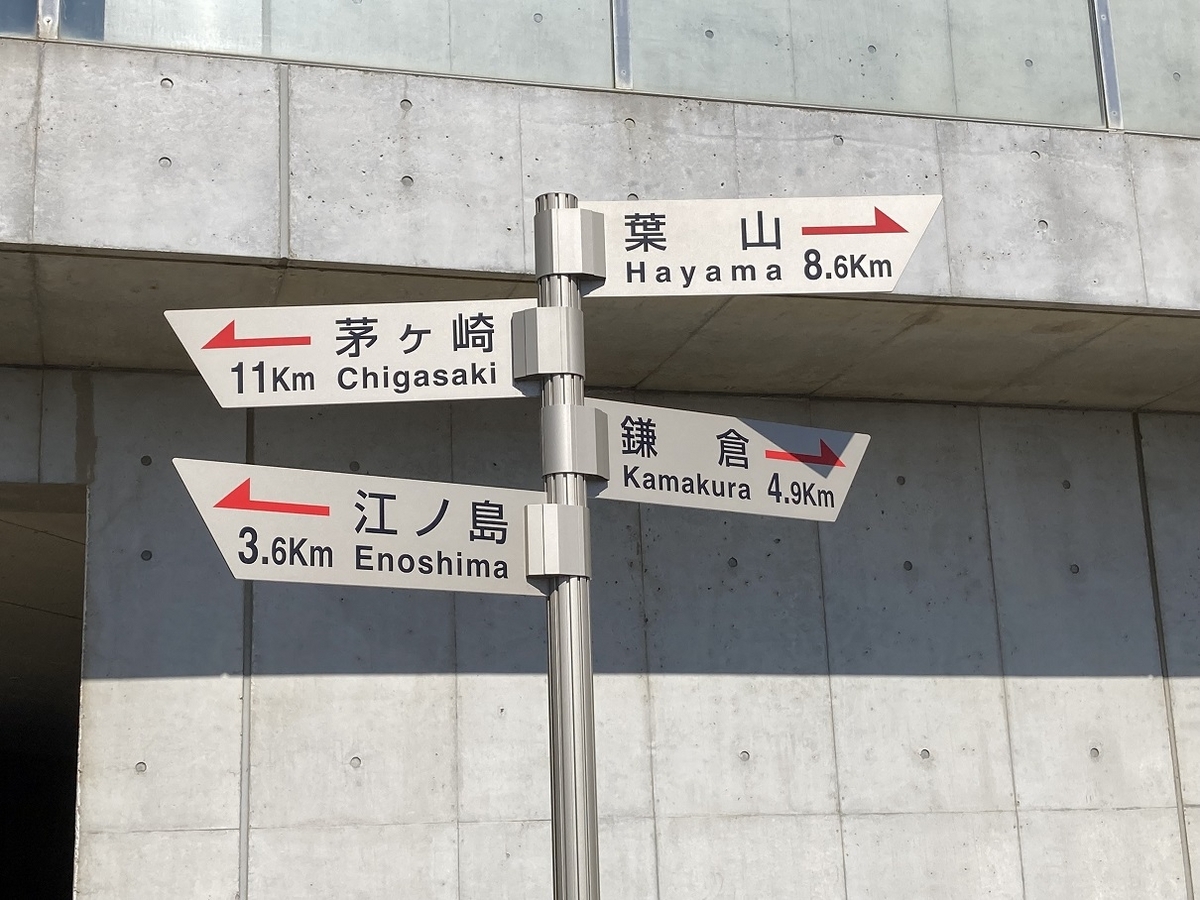 葉山
Hayama 8.6Km
茅ヶ崎
11Km Chigasaki
鎌倉
Kamakura 4.9Km
江ノ島
3.6Km Enoshima